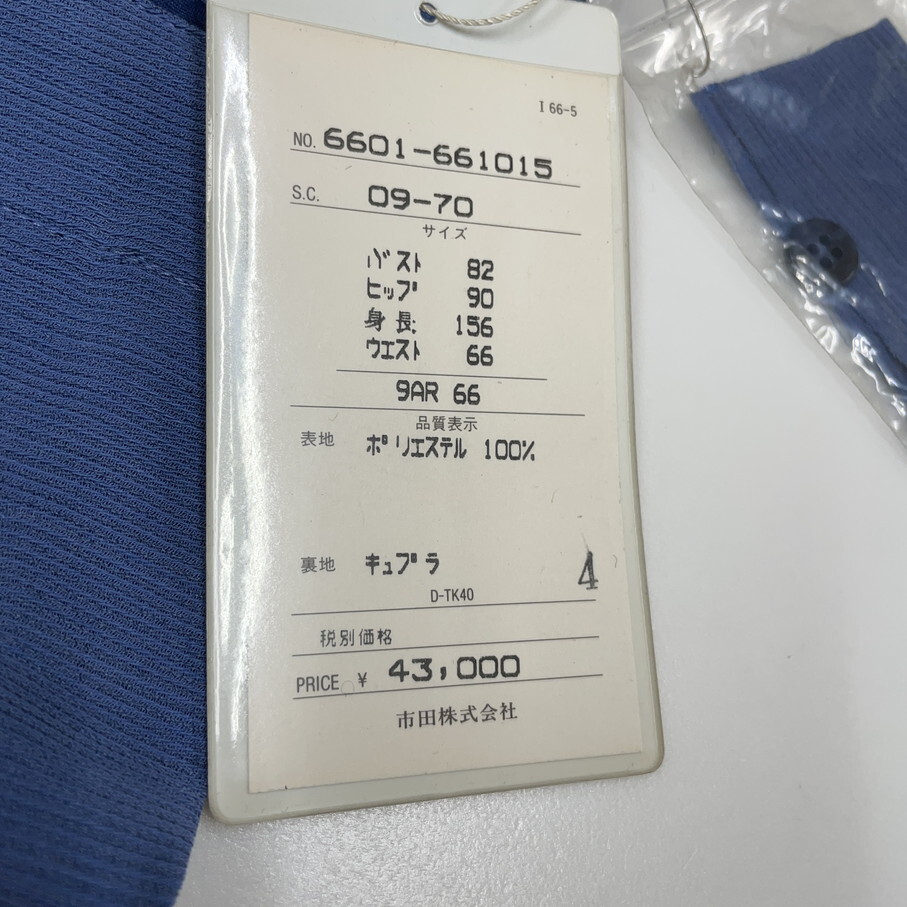 I 66-5
NO. 6601-661015
S.C. 09-70
サイズ
バスト 82
ヒップ 90
身長 156
ウエスト 66
9AR 66
品質表示
表地 ポリエステル 100%
裏地 キュプラ 4
D-TK40
税別価格
PRICE ¥ 43,000
市田株式会社